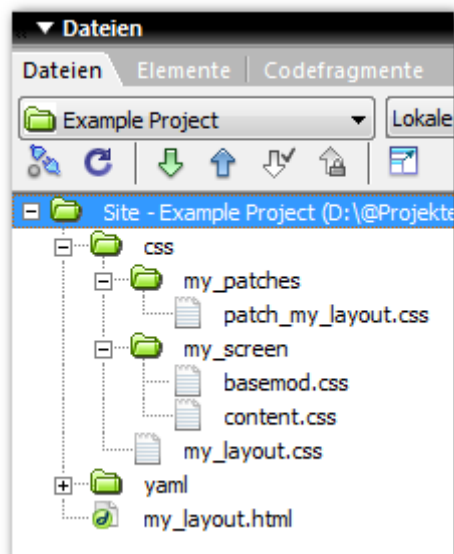 Dateien
Dateien Elemente Codefragmente
Example Project Lokale
Site - Example Project (D:\@Projekte
css
my_patches
patch_my_layout.css
my_screen
basemod.css
content.css
my_layout.css
yaml
my_layout.html